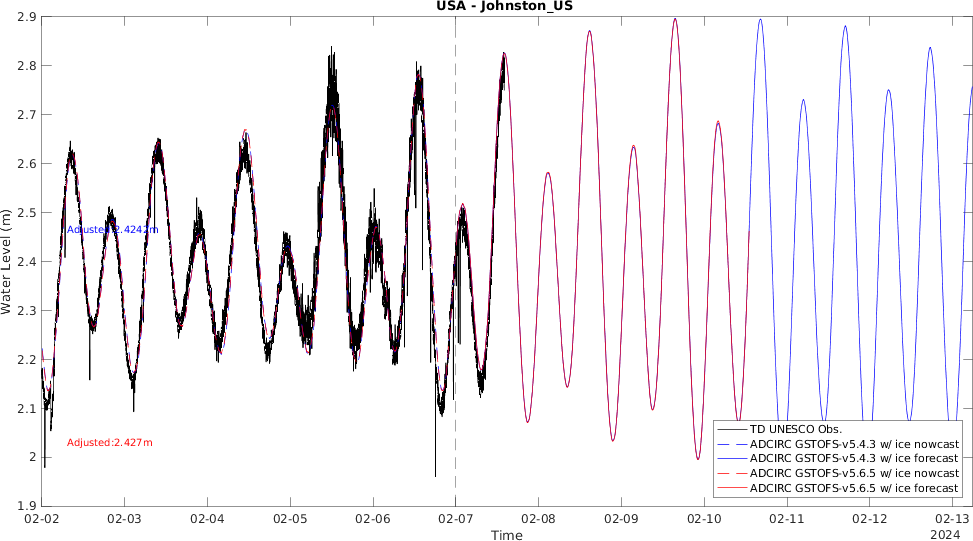 USA - Johnston_US
2.9
2.8
2.7
2.6
2.5
2.4
2.3
2.2
2.1
2
1.9
Water Level (m)
Adjusted:2.4242m
Adjusted:2.427m
TD UNESCO Obs.
ADCIRC GSTOFS-v5.4.3 w/ ice nowcast
ADCIRC GSTOFS-v5.4.3 w/ ice forecast
ADCIRC GSTOFS-v5.6.5 w/ ice nowcast
ADCIRC GSTOFS-v5.6.5 w/ ice forecast
02-02 02-03 02-04 02-05 02-06 02-07 02-08 02-09 02-10 02-11 02-12 02-13
Time
2024